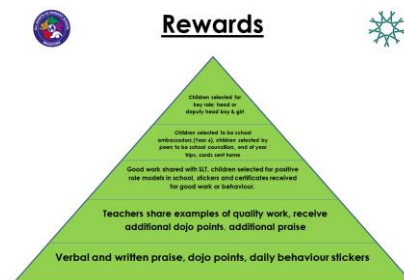 Rewards
Children selected for
key role: head or
deputy head boy & girl
Children selected to be school
ambassadors (Year 6), children selected by
peers to be school councillors, end of year
trips, cards sent home
Good work shared with SLT, children selected for positive
role models in school, stickers and certificates received
for good work or behaviour.
Teachers share examples of quality work, receive
additional dojo points, additional praise
Verbal and written praise, dojo points, daily behaviour stickers